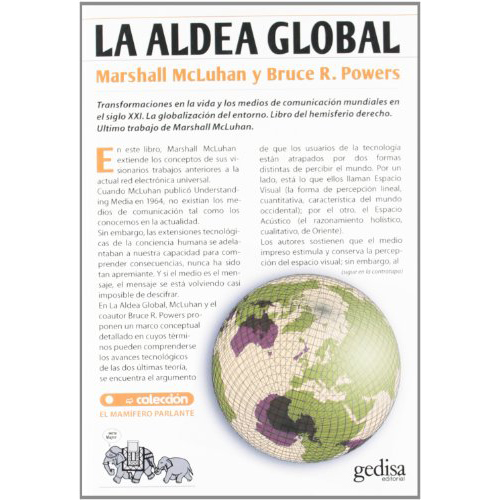 LA ALDEA GLOBAL
Marshall McLuhan y Bruce R. Powers
Transformaciones en la vida y los medios de comunicación mundiales en
el siglo XXI. La globalización del entorno. Libro del hemisferio derecho.
Ultimo trabajo de Marshall McLuhan.
En este libro, Marshall McLuhan
extiende los conceptos de sus vi-
sionarios trabajos anteriores a la
actual red electrónica universal.
Cuando McLuhan publicó Understand-
ing Media en 1964, no existían los me-
dios de comunicación tal como los
conocemos en la actualidad.
Sin embargo, las extensiones tecnológi-
cas de la conciencia humana se adelan-
taban a nuestra capacidad para com-
prender consecuencias, nunca ha sido
tan apremiante. Y si el medio es el men-
saje, el mensaje se está volviendo casi
imposible de descifrar.
En La Aldea Global, McLuhan y el
coautor Bruce R. Powers pro-
ponen un marco conceptual
detallado en cuyos térmi-
nos pueden comprenderse
los avances tecnológicos
de las dos últimas teoría,
se encuentra el argumento
de que los usuarios de la tecnología
están atrapados por dos formas
distintas de percibir el mundo. Por un
lado, está lo que ellos llaman Espacio
Visual (la forma de percepción lineal,
cuantitativa, característica del mundo
occidental); por el otro, el Espacio
Acústico (el razonamiento holístico,
cualitativo, de Oriente).
Los autores sostienen que el medio
impreso estimula y conserva la percep-
ción del espacio visual; sin embargo, al
(sigue en la contratapa)
colección
EL MAMÍFERO PARLANTE
gedisa
editorial